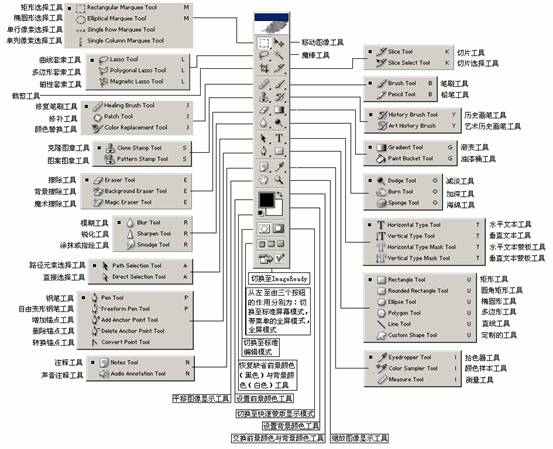 矩形选择工具 Rectangular Marquee Tool M
椭圆形选择工具 Elliptical Marquee Tool M
单行像素选择工具 Single Row Marquee Tool
单列像素选择工具 Single Column Marquee Tool
移动图像工具
魔棒工具
曲线套索工具 Lasso Tool L
多边形套索工具 Polygonal Lasso Tool L
磁性套索工具 Magnetic Lasso Tool L
裁剪工具
Slice Tool K 切片工具
Slice Select Tool K 切片选择工具
修复笔刷工具 Healing Brush Tool J
修补工具 Patch Tool J
颜色替换工具 Color Replacement Tool J
Brush Tool B 笔刷工具
Pencil Tool B 铅笔工具
克隆图章工具 Clone Stamp Tool S
图案图章工具 Pattern Stamp Tool S
History Brush Tool Y 历史画笔工具
Art History Brush Y 艺术历史画笔工具
擦除工具 Eraser Tool E
背景擦除工具 Background Eraser Tool E
魔术擦除工具 Magic Eraser Tool E
Gradient Tool G 渐变工具
Paint Bucket Tool G 油漆桶工具
模糊工具 Blur Tool R
锐化工具 Sharpen Tool R
涂抹或指绘工具 Smudge Tool R
Dodge Tool O 减淡工具
Burn Tool O 加深工具
Sponge Tool O 海绵工具
路径元素选择工具 Path Selection Tool A
直接选择工具 Direct Selection Tool A
Horizontal Type Tool T 水平文本工具
Vertical Type Tool T 垂直文本工具
Horizontal Type Mask Tool T 水平文本蒙板工具
Vertical Type Mask Tool T 垂直文本蒙板工具
钢笔工具 Pen Tool P
自由变形钢笔工具 Freeform Pen Tool P
增加锚点工具 Add Anchor Point Tool
删除锚点工具 Delete Anchor Point Tool
转换锚点工具 Convert Point Tool
Rectangle Tool U 矩形工具
Rounded Rectangle Tool U 圆角矩形工具
Ellipse Tool U 椭圆形工具
Polygon Tool U 多边形工具
Line Tool U 直线工具
Custom Shape Tool U 定制的工具
注释工具 Notes Tool N
声音注释工具 Audio Annotation Tool N
Eyedropper Tool I 拾色器工具
Color Sampler Tool I 颜色样本工具
Measure Tool I 测量工具
切换至ImageReady
从左至由三个按钮
的作用分别为：切
换至标准屏幕模式，
带菜单的全屏模式，
全屏模式
切换至标准
编辑模式
恢复缺省前景颜色
(黑色)与背景颜
色(白色)工具
平移图像显示工具
设置前景颜色工具
切换至快速蒙版显示模式
设置背景颜色工具
交换前景颜色与背景颜色工具
缩放图像显示工具